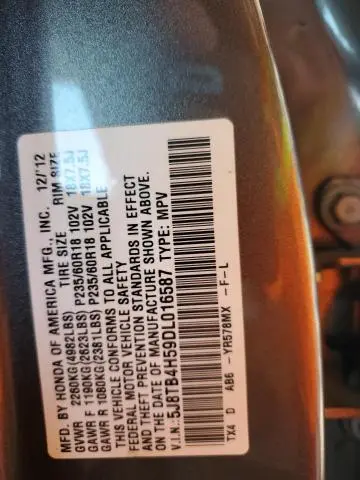 MFD. BY HONDA OF AMERICA MFG., INC. 12/'12
TIRE SIZE RIM SIZE
GVWR 2260KG(4982LBS)
GAWR F 1190KG(2623LBS) P235/60R18 102V 18X7.5J
GAWR R 1080KG(2381LBS) P235/60R18 102V 18X7.5J
THIS VEHICLE CONFORMS TO ALL APPLICABLE
FEDERAL MOTOR VEHICLE SAFETY
AND THEFT PREVENTION STANDARDS IN EFFECT
ON THE DATE OF MANUFACTURE SHOWN ABOVE.
V.I.N.:5J8TB4H59DL016587 TYPE: MPV
TX4 D AB6 -YR578MX -F-L